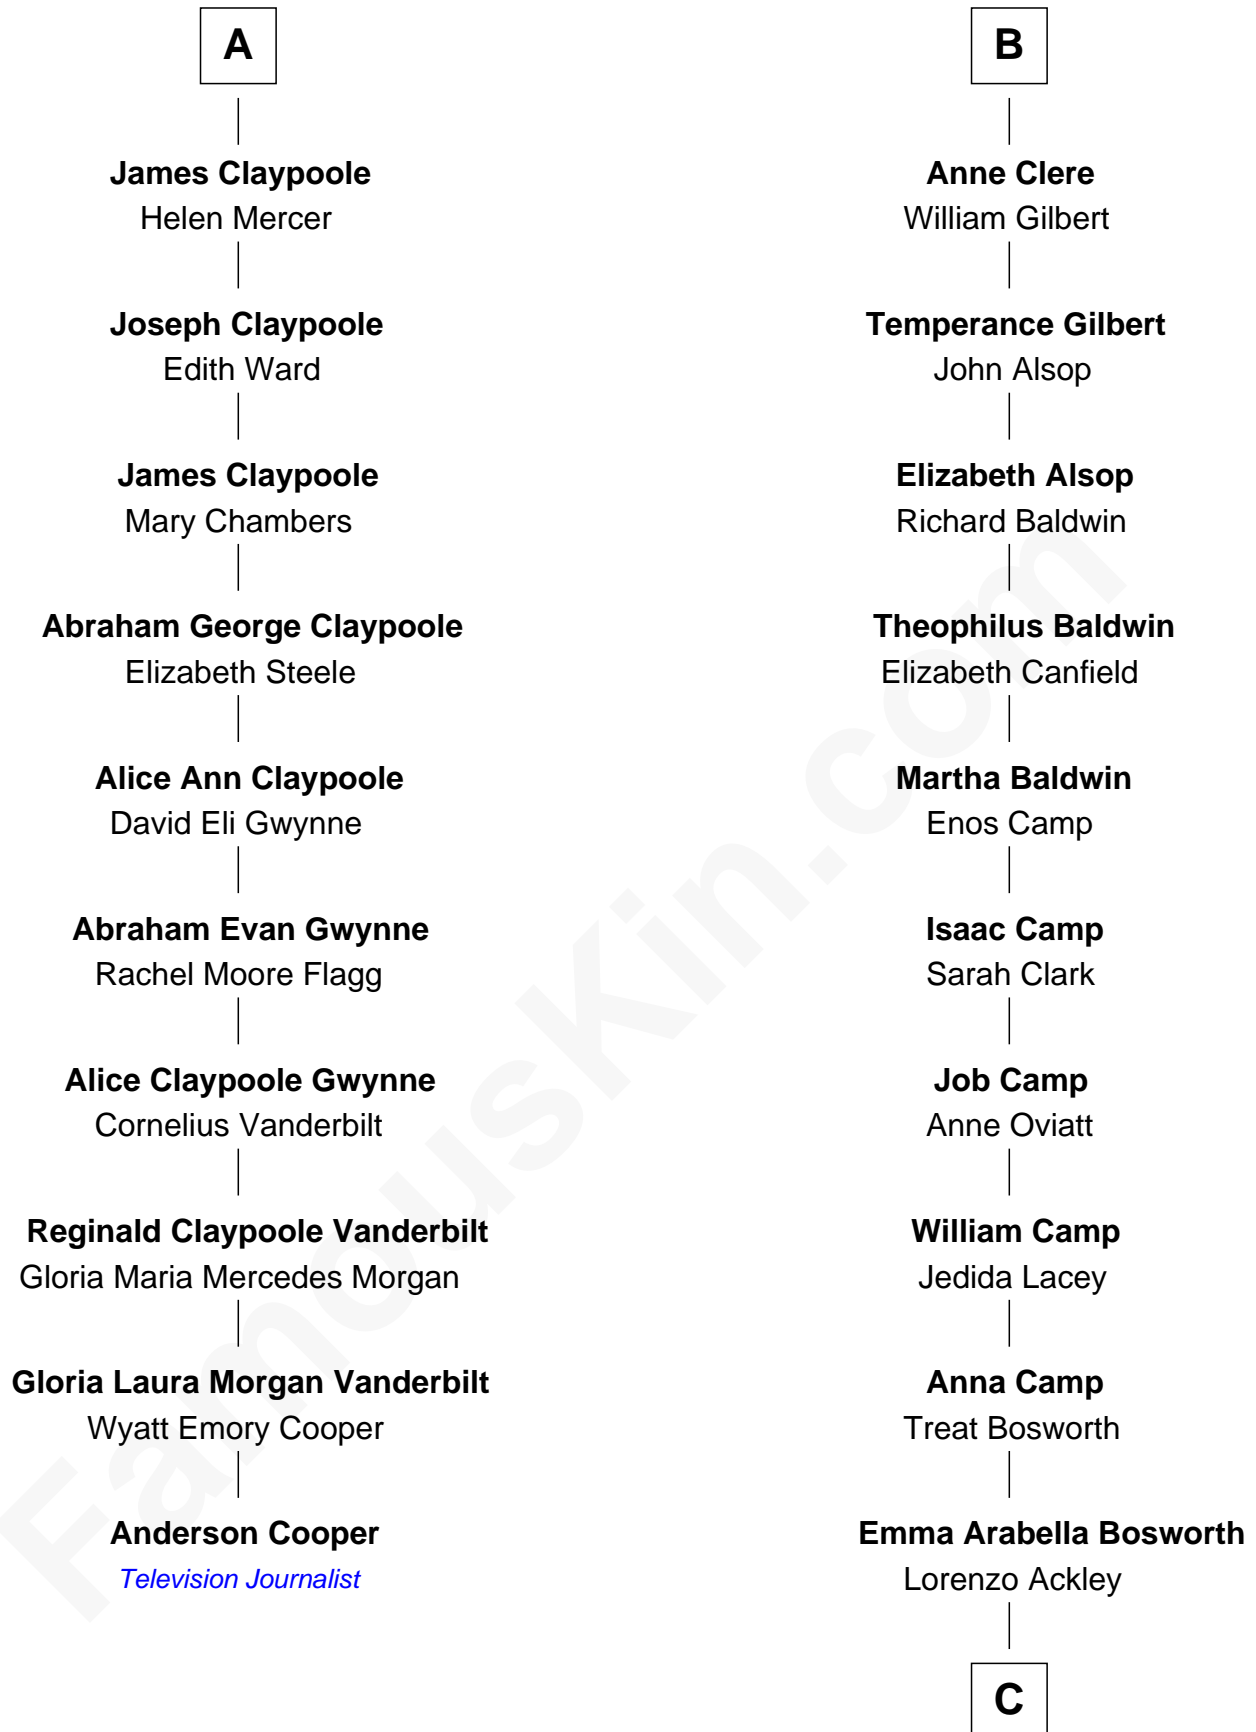 A
James Claypoole
Helen Mercer
Joseph Claypoole
Edith Ward
James Claypoole
Mary Chambers
Abraham George Claypoole
Elizabeth Steele
Alice Ann Claypoole
David Eli Gwynne
Abraham Evan Gwynne
Rachel Moore Flagg
Alice Claypoole Gwynne
Cornelius Vanderbilt
Reginald Claypoole Vanderbilt
Gloria Maria Mercedes Morgan
Gloria Laura Morgan Vanderbilt
Wyatt Emory Cooper
Anderson Cooper
Television Journalist
B
Anne Clere
William Gilbert
Temperance Gilbert
John Alsop
Elizabeth Alsop
Richard Baldwin
Theophilus Baldwin
Elizabeth Canfield
Martha Baldwin
Enos Camp
Isaac Camp
Sarah Clark
Job Camp
Anne Oviatt
William Camp
Jedida Lacey
Anna Camp
Treat Bosworth
Emma Arabella Bosworth
Lorenzo Ackley
C
FamousKin.com